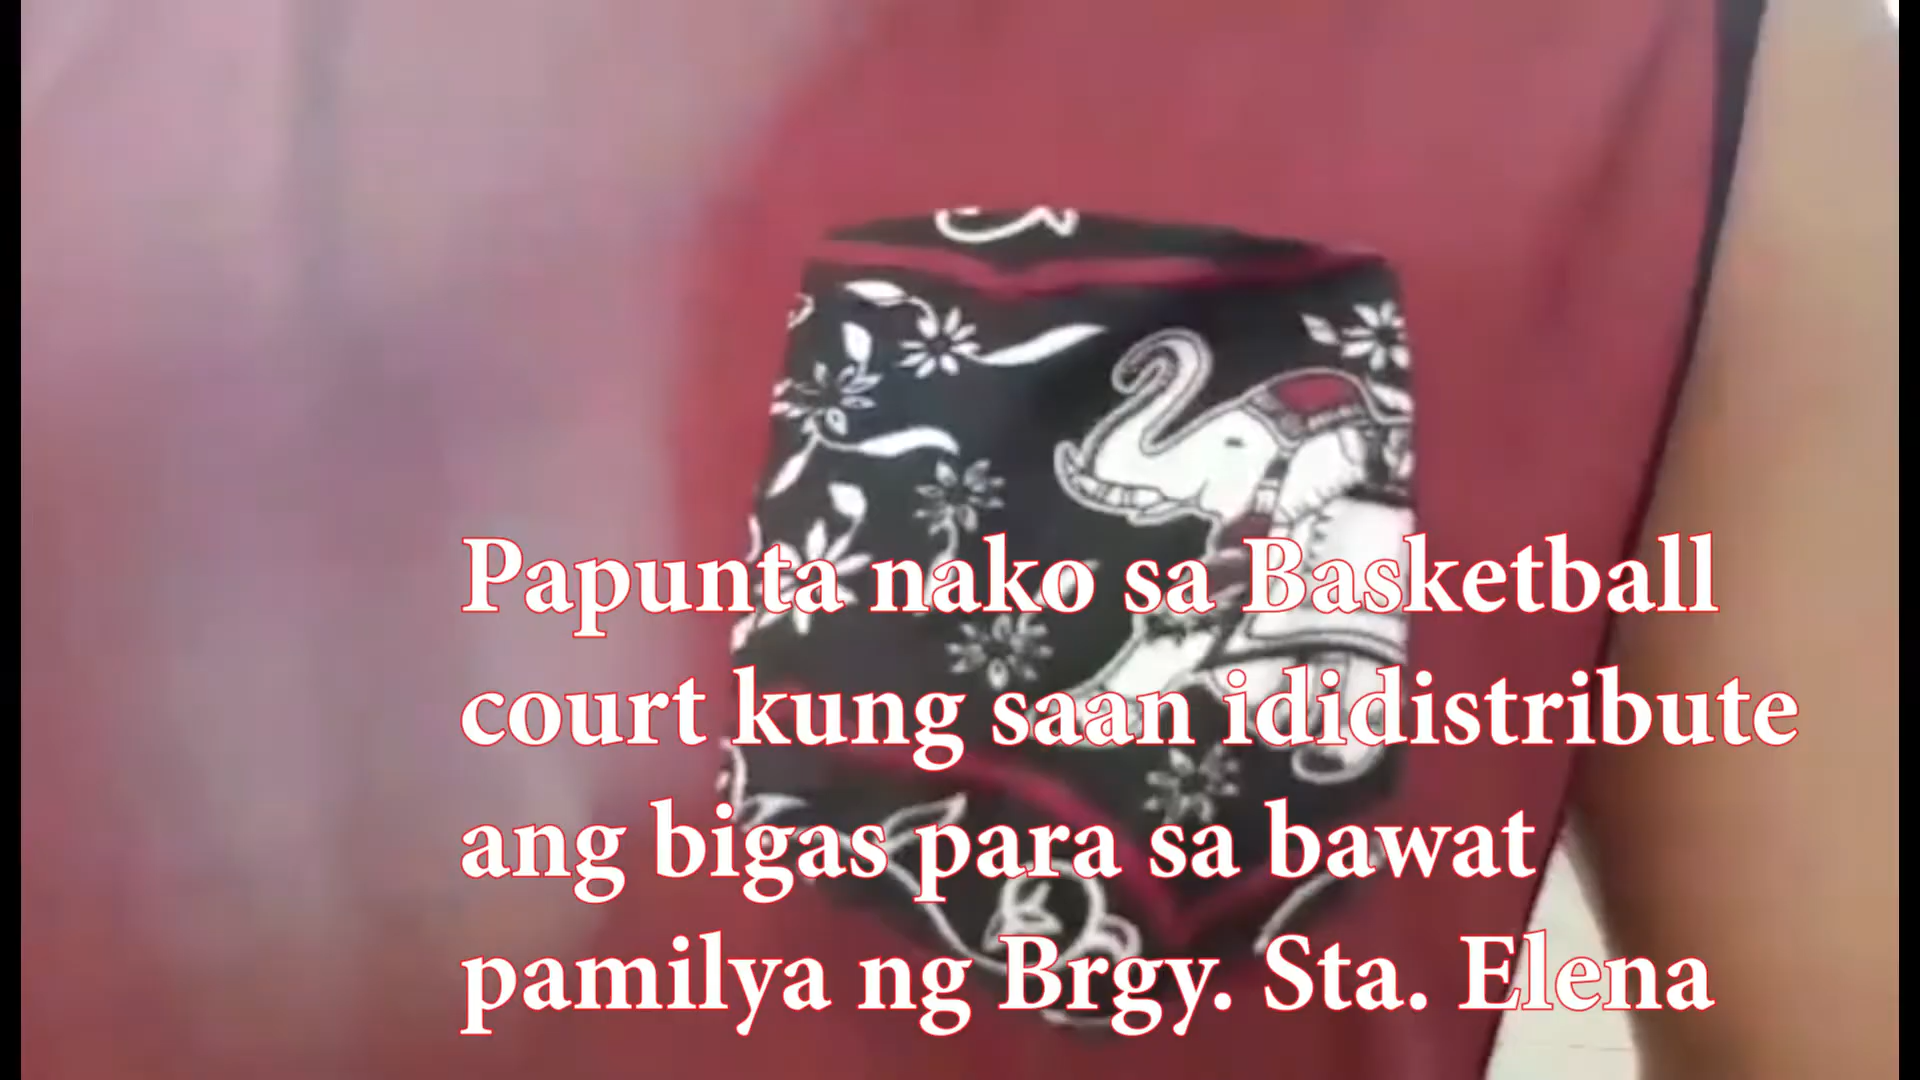 Papunta nako sa Basketball
court kung saan ididistribute
ang bigas para sa bawat
pamilya ng Brgy. Sta. Elena